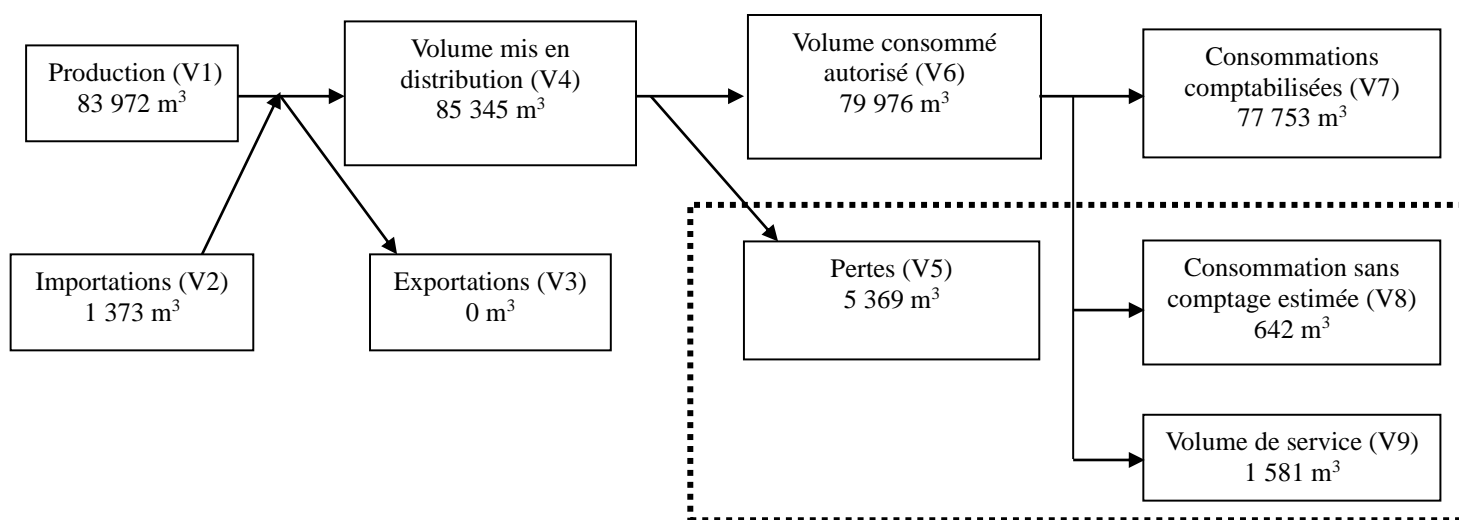 Production (V1)
83 972 m³
Volume mis en
distribution (V4)
85 345 m³
Volume consommé
autorisé (V6)
79 976 m³
Consommations
comptabilisées (V7)
77 753 m³
Importations (V2)
1 373 m³
Exportations (V3)
0 m³
Pertes (V5)
5 369 m³
Consommation sans
comptage estimée (V8)
642 m³
Volume de service (V9)
1 581 m³